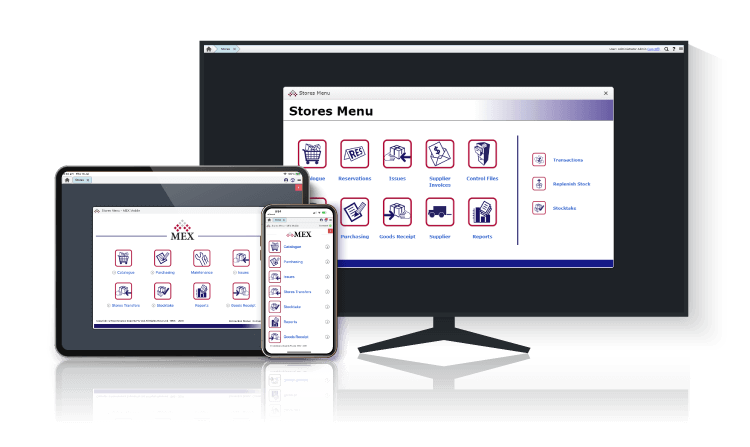 Stores
Stores Menu
Stores Menu
Reservations
Issues
Supplier
Invoices
Control Files
Purchasing
Goods Receipt
Supplier
Reports
Transactions
Replenish Stock
Stocktake
Stores
Stores Menu - MEX Mobile
MEX
Catalogue
Purchasing
Maintenance
Issues
Stores Transfers
Stocktake
Reports
Goods Receipt
MEX
Catalogue
Purchasing
Issues
Stores Transfers
Stocktake
Reports
Goods Receipt